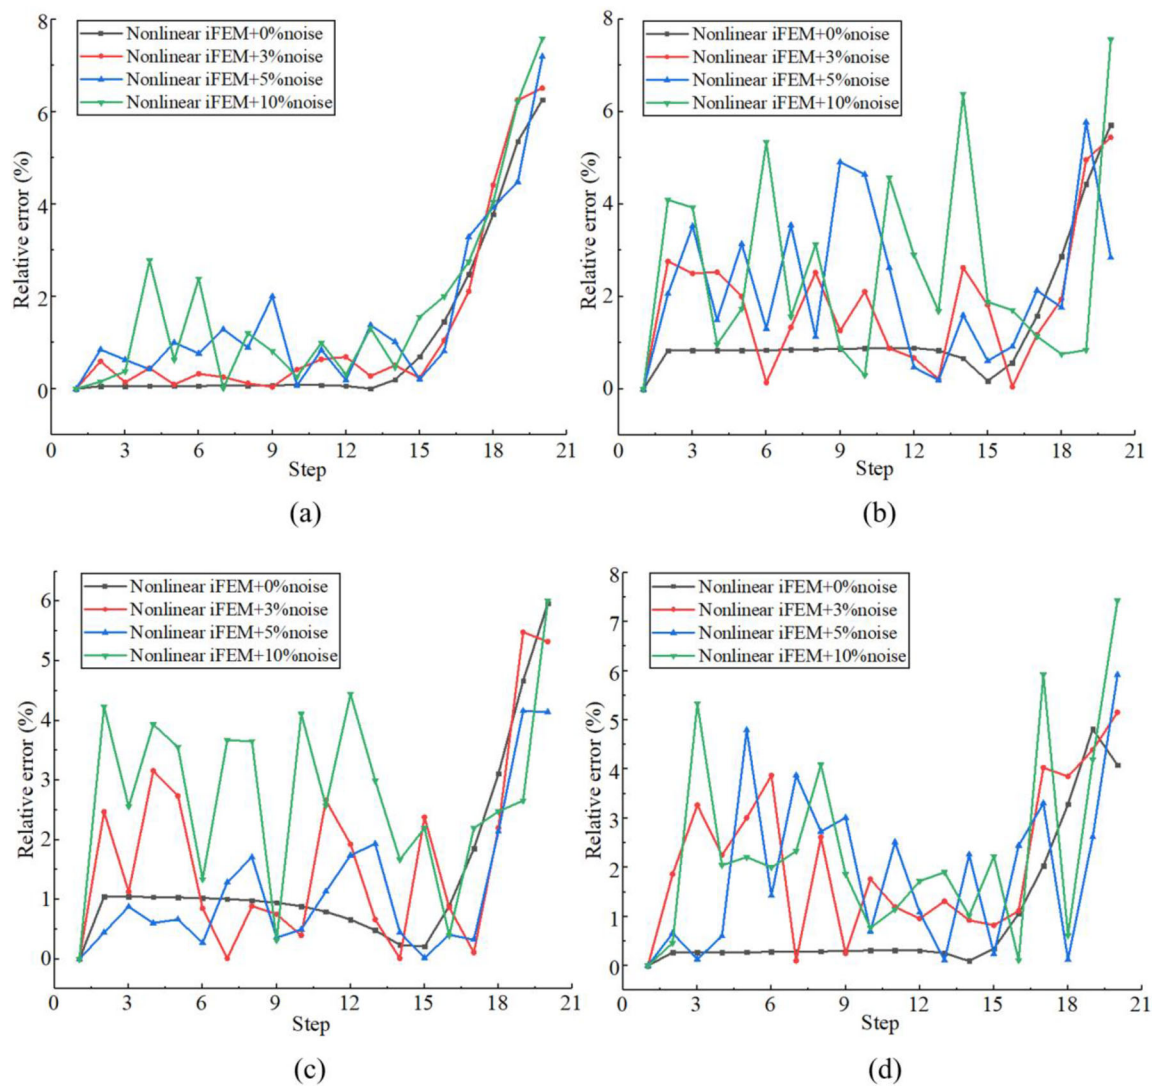 Nonlinear iFEM+0%noise
Nonlinear iFEM+3%noise
Nonlinear iFEM+5%noise
Nonlinear iFEM+10%noise
Relative error (%)
8
6
4
2
0
0 3 6 9 12 15 18 21
Step
(a)
Nonlinear iFEM+0%noise
Nonlinear iFEM+3%noise
Nonlinear iFEM+5%noise
Nonlinear iFEM+10%noise
Relative error (%)
8
6
4
2
0
0 3 6 9 12 15 18 21
Step
(b)
Nonlinear iFEM+0%noise
Nonlinear iFEM+3%noise
Nonlinear iFEM+5%noise
Nonlinear iFEM+10%noise
Relative error (%)
6
5
4
3
2
1
0
0 3 6 9 12 15 18 21
Step
(c)
Nonlinear iFEM+0%noise
Nonlinear iFEM+3%noise
Nonlinear iFEM+5%noise
Nonlinear iFEM+10%noise
Relative error (%)
8
7
6
5
4
3
2
1
0
0 3 6 9 12 15 18 21
Step
(d)